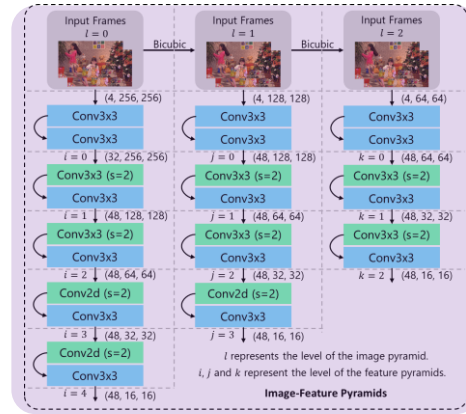 Input Frames
l = 0
Bicubic
Input Frames
l = 1
Bicubic
Input Frames
l = 2
(4, 256, 256)
(4, 128, 128)
(4, 64, 64)
Conv3x3
Conv3x3
Conv3x3
Conv3x3
Conv3x3
Conv3x3
i = 0 (32, 256, 256)
j = 0 (48, 128, 128)
k = 0 (48, 64, 64)
Conv3x3 (s=2)
Conv3x3 (s=2)
Conv3x3 (s=2)
Conv3x3
Conv3x3
Conv3x3
i = 1 (48, 128, 128)
j = 1 (48, 64, 64)
k = 1 (48, 32, 32)
Conv3x3 (s=2)
Conv3x3 (s=2)
Conv3x3 (s=2)
Conv3x3
Conv3x3
Conv3x3
i = 2 (48, 64, 64)
j = 2 (48, 32, 32)
k = 2 (48, 16, 16)
Conv2d (s=2)
Conv2d (s=2)
Conv3x3
Conv3x3
i = 3 (48, 32, 32)
j = 3 (48, 16, 16)
Conv2d (s=2)
Conv3x3
i = 4 (48, 16, 16)
l represents the level of the image pyramid.
i, j and k represent the level of the feature pyramids.
Image-Feature Pyramids